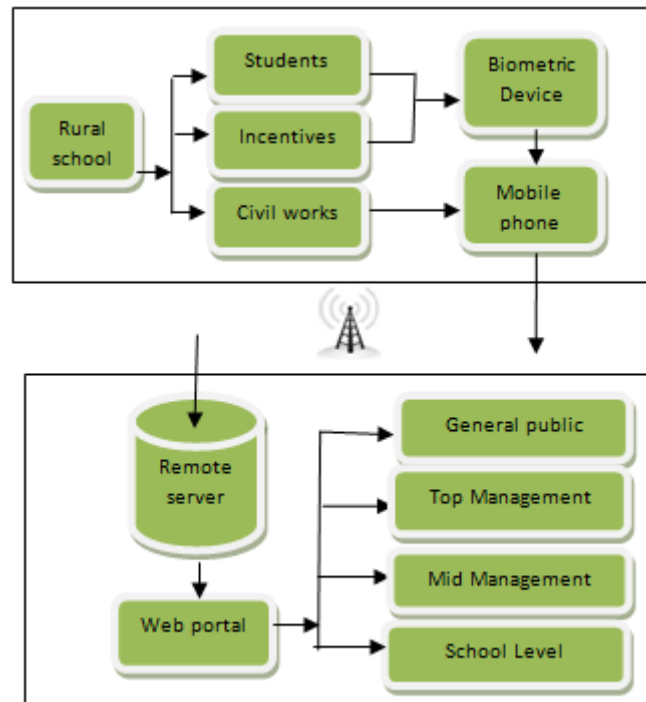 Students
Biometric
Device
Rural
school
Incentives
Civil works
Mobile
phone
Remote
server
General public
Top Management
Mid Management
Web portal
School Level